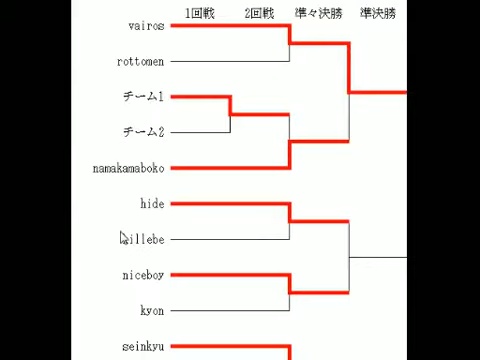 1回戦 2回戦 準々決勝 準決勝
vairos
rottomen
チーム1
チーム2
namakamaboko
hide
illebe
niceboy
kyon
seinkyu